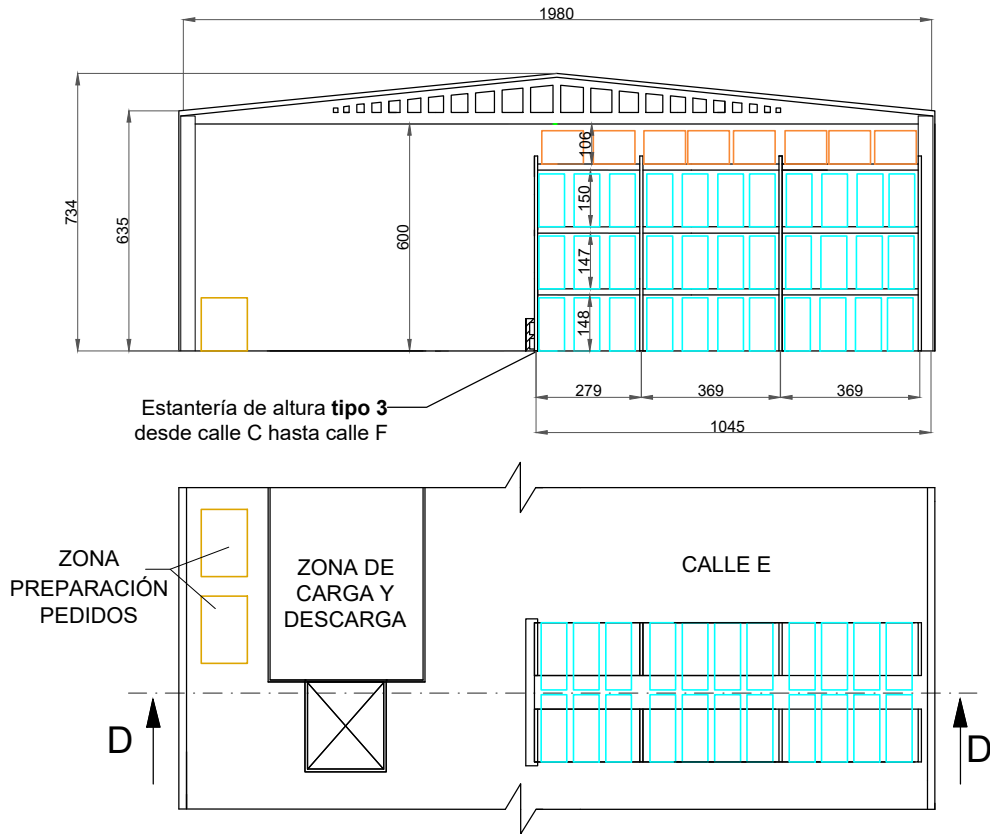 1980
106
150
734
635
600
147
148
279
369
369
Estantería de altura tipo 3
desde calle C hasta calle F
1045
ZONA
PREPARACIÓN
PEDIDOS
ZONA DE
CARGA Y
DESCARGA
CALLE E
D
D